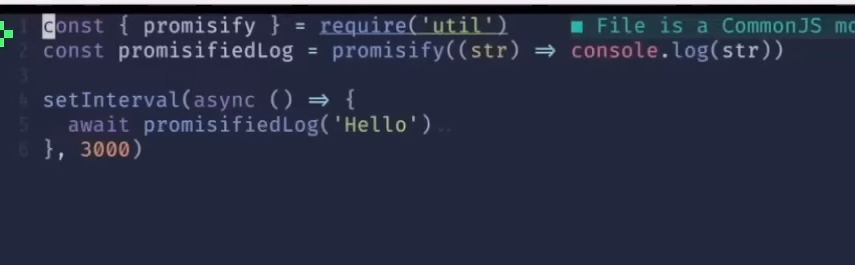 1 const { promisify } = require('util') ■ File is a CommonJS mo
2 const promisifiedLog = promisify((str) => console.log(str))
3
4 setInterval(async () => {
5 await promisifiedLog('Hello')
6 }, 3000)